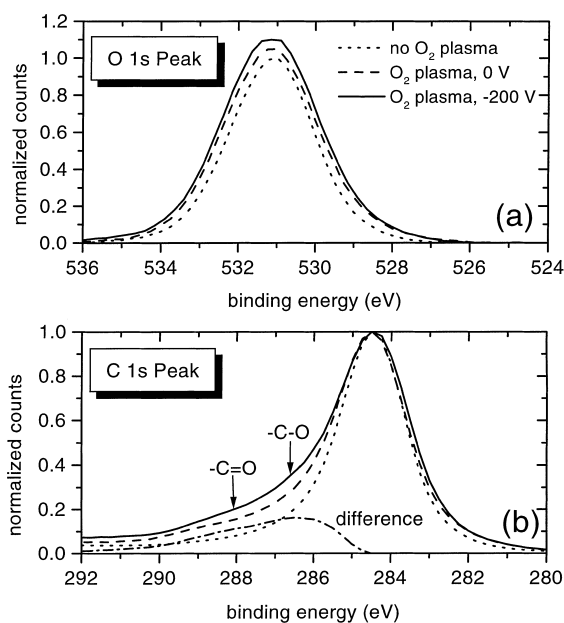 1.2
1.0
0.8
0.6
0.4
0.2
0.0
normalized counts
O 1s Peak
no O₂ plasma
O₂ plasma, 0 V
O₂ plasma, -200 V
(a)
536 534 532 530 528 526 524
binding energy (eV)
1.0
0.8
0.6
0.4
0.2
0.0
normalized counts
C 1s Peak
-C-O
-C=O
difference
(b)
292 290 288 286 284 282 280
binding energy (eV)